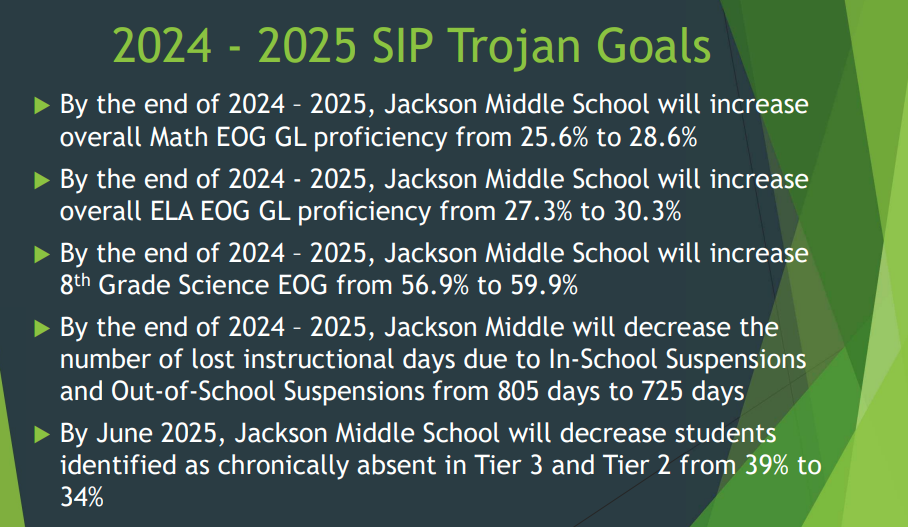 2024 - 2025 SIP Trojan Goals
By the end of 2024 – 2025, Jackson Middle School will increase
overall Math EOG GL proficiency from 25.6% to 28.6%
By the end of 2024 - 2025, Jackson Middle School will increase
overall ELA EOG GL proficiency from 27.3% to 30.3%
By the end of 2024 – 2025, Jackson Middle School will increase
8th Grade Science EOG from 56.9% to 59.9%
By the end of 2024 – 2025, Jackson Middle will decrease the
number of lost instructional days due to In-School Suspensions
and Out-of-School Suspensions from 805 days to 725 days
By June 2025, Jackson Middle School will decrease students
identified as chronically absent in Tier 3 and Tier 2 from 39% to
34%